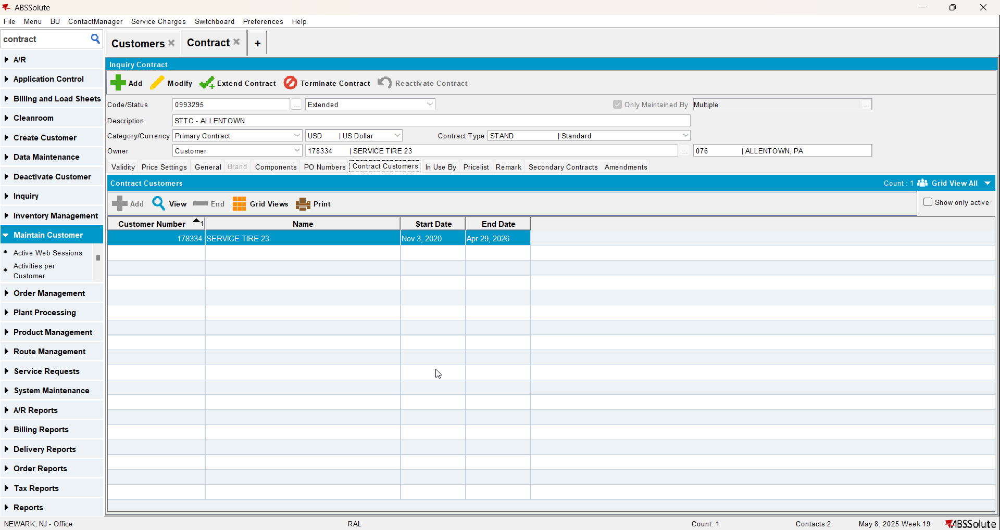 ABSSolute
File Menu BU ContactManager Service Charges Switchboard Preferences Help
contract
Customers Contract +
A/R
Application Control
Billing and Load Sheets
Cleanroom
Create Customer
Data Maintenance
Deactivate Customer
Inquiry
Inventory Management
Maintain Customer
Active Web Sessions
Activities per
Customer
Order Management
Plant Processing
Product Management
Route Management
Service Requests
System Maintenance
A/R Reports
Billing Reports
Delivery Reports
Order Reports
Tax Reports
Reports
Inquiry Contract
Add Modify Extend Contract Terminate Contract Reactivate Contract
Code/Status 0993295 ... Extended Only Maintained By Multiple ...
Description STTC - ALLENTOWN
Category/Currency Primary Contract USD | US Dollar Contract Type STAND | Standard
Owner Customer 178334 | SERVICE TIRE 23 ... 076 | ALLENTOWN, PA
Validity Price Settings General Brand Components PO Numbers Contract Customers In Use By Pricelist Remark Secondary Contracts Amendments
Contract Customers Count : 1 Grid View All
Add View End Grid Views Print Show only active
Customer Number 1 Name Start Date End Date
178334 SERVICE TIRE 23 Nov 3, 2020 Apr 29, 2026
NEWARK, NJ - Office RAL Count: 1 Contacts 2 May 8, 2025 Week 19 ABSSolute